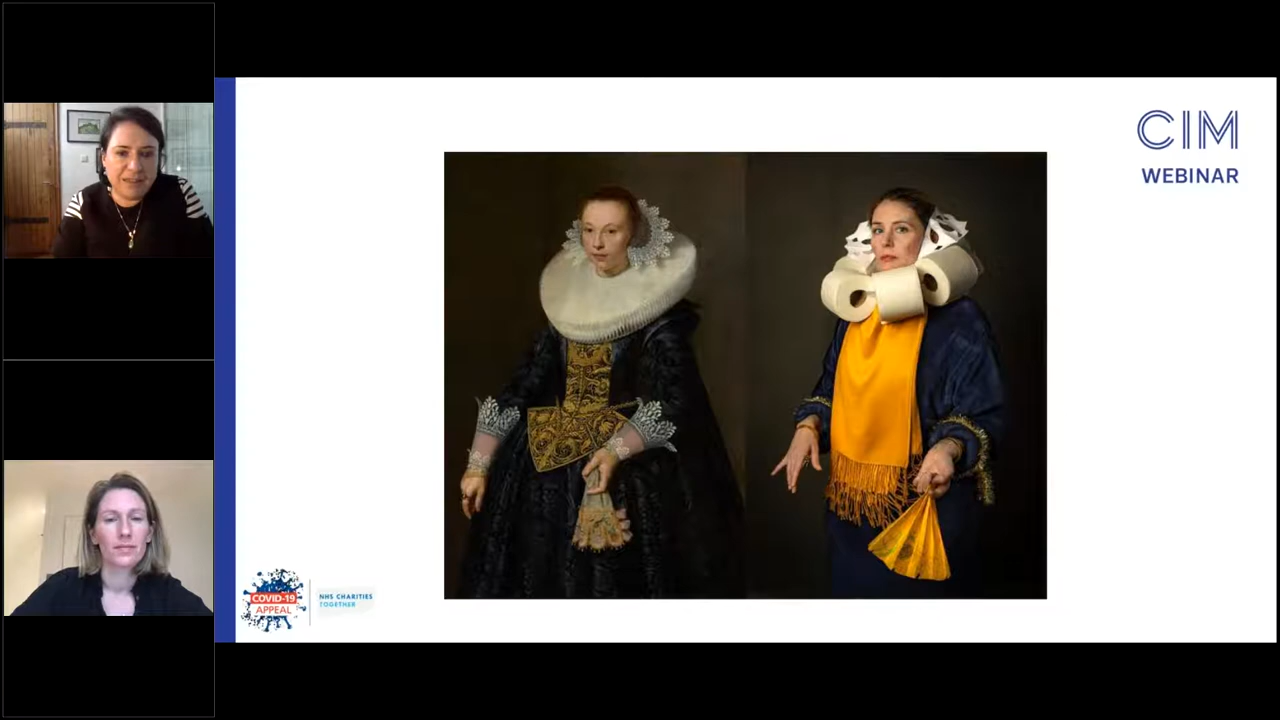 CIM
WEBINAR
COVID-19
APPEAL
NHS CHARITIES
TOGETHER